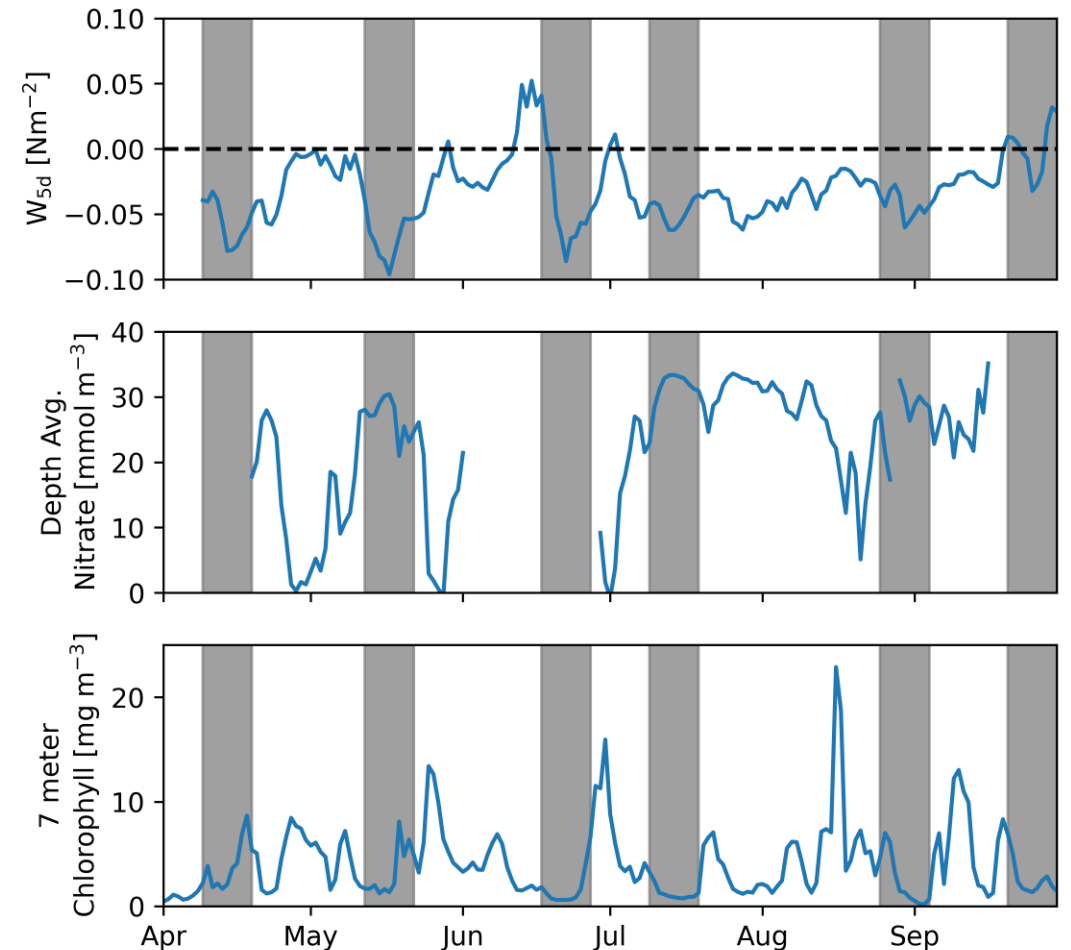 0.10
0.05
0.00
−0.05
−0.10
W5d [Nm−2]
40
30
20
10
0
Depth Avg.
Nitrate [mmol m−3]
20
10
0
7 meter
Chlorophyll [mg m−3]
Apr May Jun Jul Aug Sep